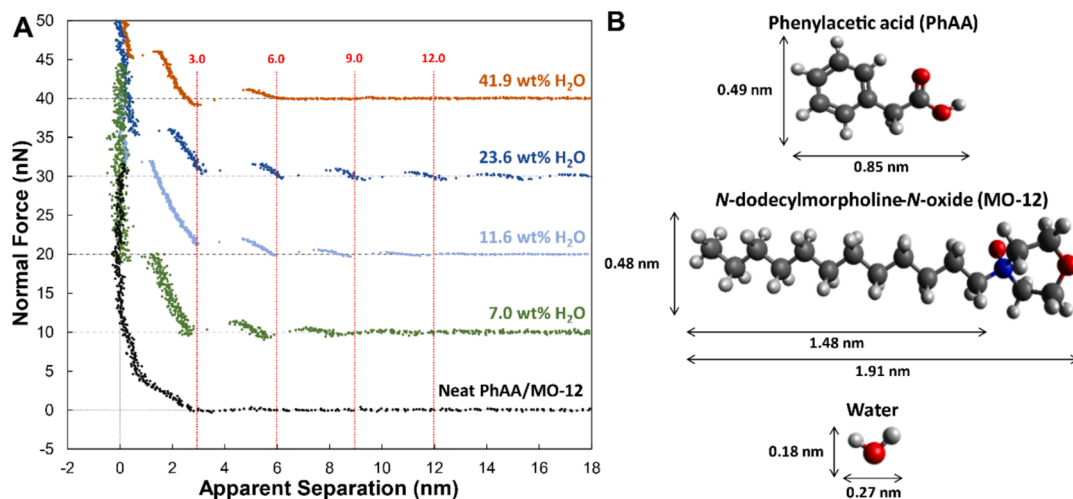 A
Normal Force (nN)
50
45
40
35
30
25
20
15
10
5
0
-5
3.0
6.0
9.0
12.0
41.9 wt% H₂O
23.6 wt% H₂O
11.6 wt% H₂O
7.0 wt% H₂O
Neat PhAA/MO-12
-2 0 2 4 6 8 10 12 14 16 18
Apparent Separation (nm)
B
Phenylacetic acid (PhAA)
0.49 nm
0.85 nm
N-dodecylmorpholine-N-oxide (MO-12)
0.48 nm
1.48 nm
1.91 nm
Water
0.18 nm
0.27 nm